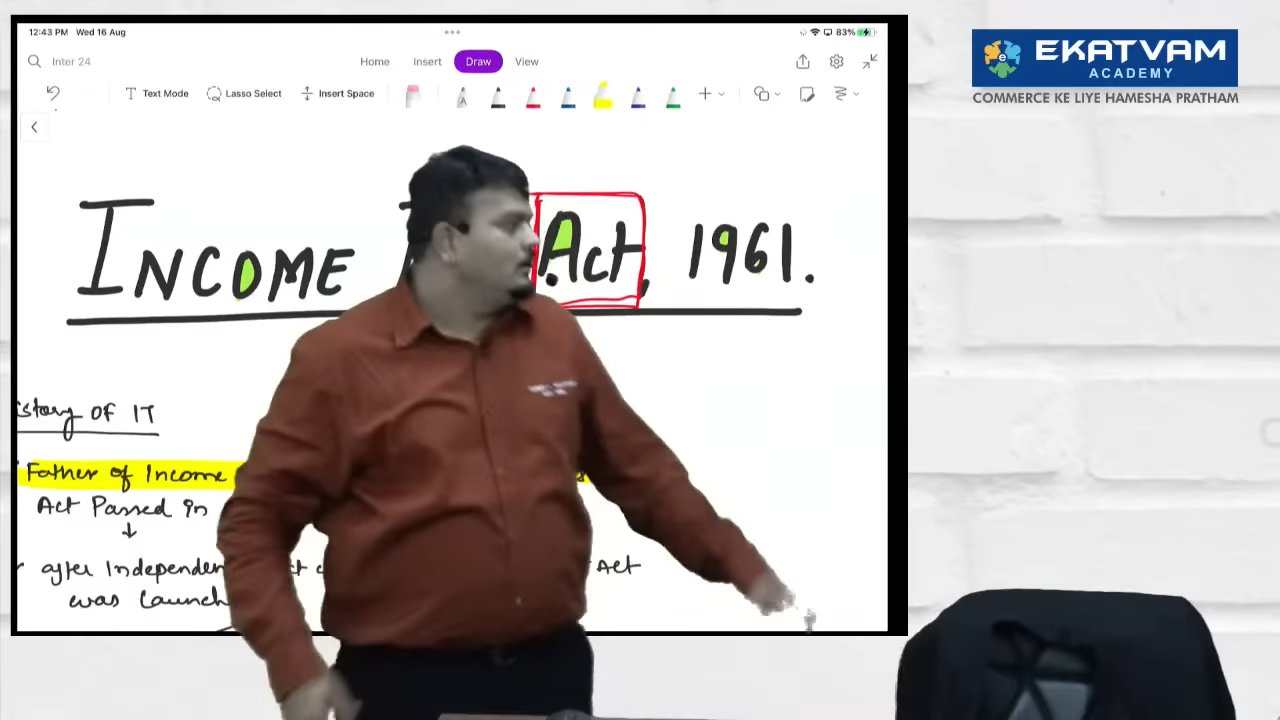 12:43 PM Wed 16 Aug
83%
Inter 24
Home Insert Draw View
Text Mode Lasso Select Insert Space
EKATVAM
ACADEMY
COMMERCE KE LIYE HAMESHA PRATHAM
INCOME Act, 1961.
story OF IT
Father of Income
Act Passed in
↓
after Independen Act
was Launch